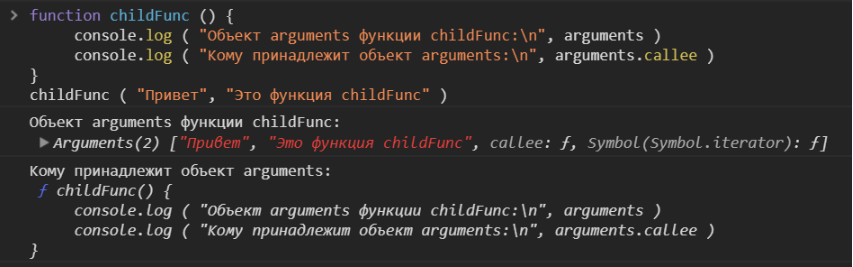 function childFunc () {
console.log ( "Объект arguments функции childFunc:\n", arguments )
console.log ( "Кому принадлежит объект arguments:\n", arguments.callee )
}
childFunc ( "Привет", "Это функция childFunc" )
Объект arguments функции childFunc:
Arguments(2) ["Привет", "Это функция childFunc", callee: ƒ, Symbol(Symbol.iterator): ƒ]
Кому принадлежит объект arguments:
ƒ childFunc() {
console.log ( "Объект arguments функции childFunc:\n", arguments )
console.log ( "Кому принадлежит объект arguments:\n", arguments.callee )
}